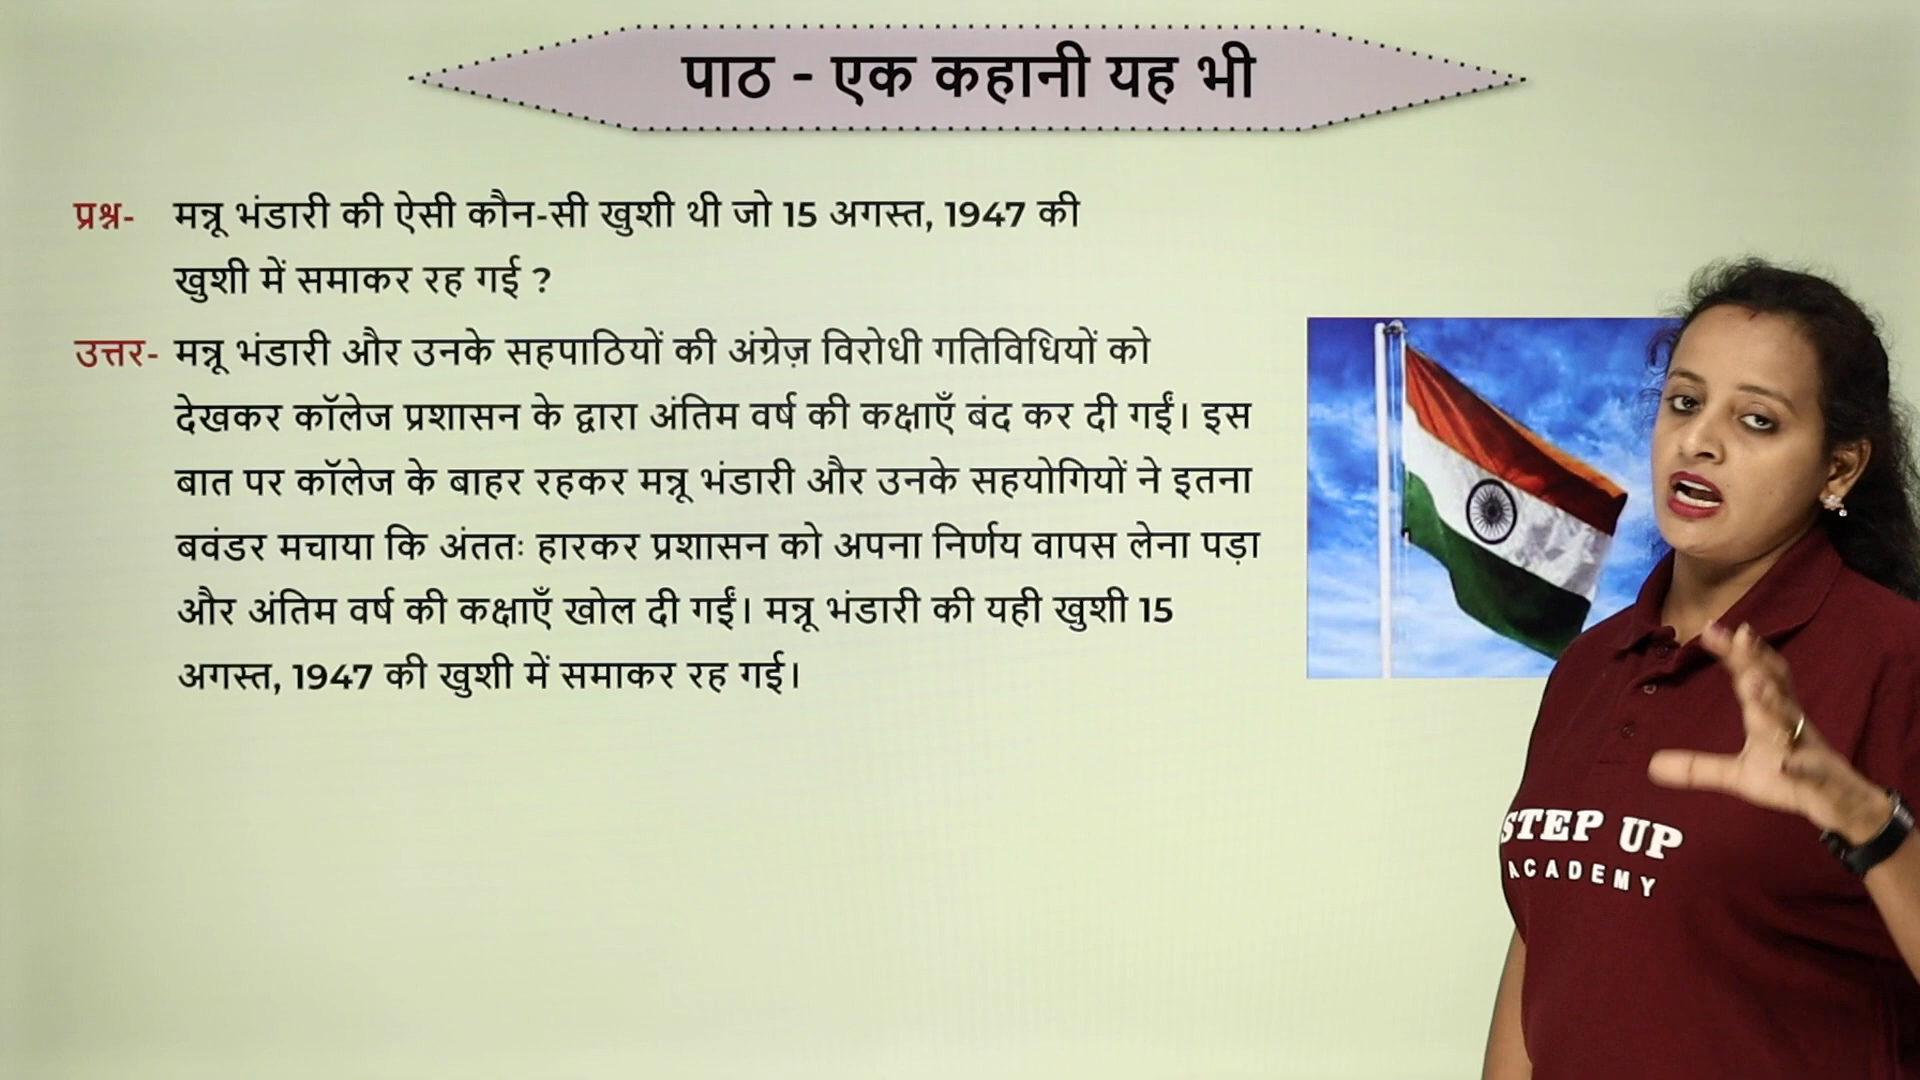 पाठ - एक कहानी यह भी
प्रश्न- मन्नू भंडारी की ऐसी कौन-सी खुशी थी जो 15 अगस्त, 1947 की
खुशी में समाकर रह गई ?
उत्तर- मन्नू भंडारी और उनके सहपाठियों की अंग्रेज़ विरोधी गतिविधियों को
देखकर कॉलेज प्रशासन के द्वारा अंतिम वर्ष की कक्षाएँ बंद कर दी गईं। इस
बात पर कॉलेज के बाहर रहकर मन्नू भंडारी और उनके सहयोगियों ने इतना
बवंडर मचाया कि अंततः हारकर प्रशासन को अपना निर्णय वापस लेना पड़ा
और अंतिम वर्ष की कक्षाएँ खोल दी गईं। मन्नू भंडारी की यही खुशी 15
अगस्त, 1947 की खुशी में समाकर रह गई।
STEP UP
ACADEMY